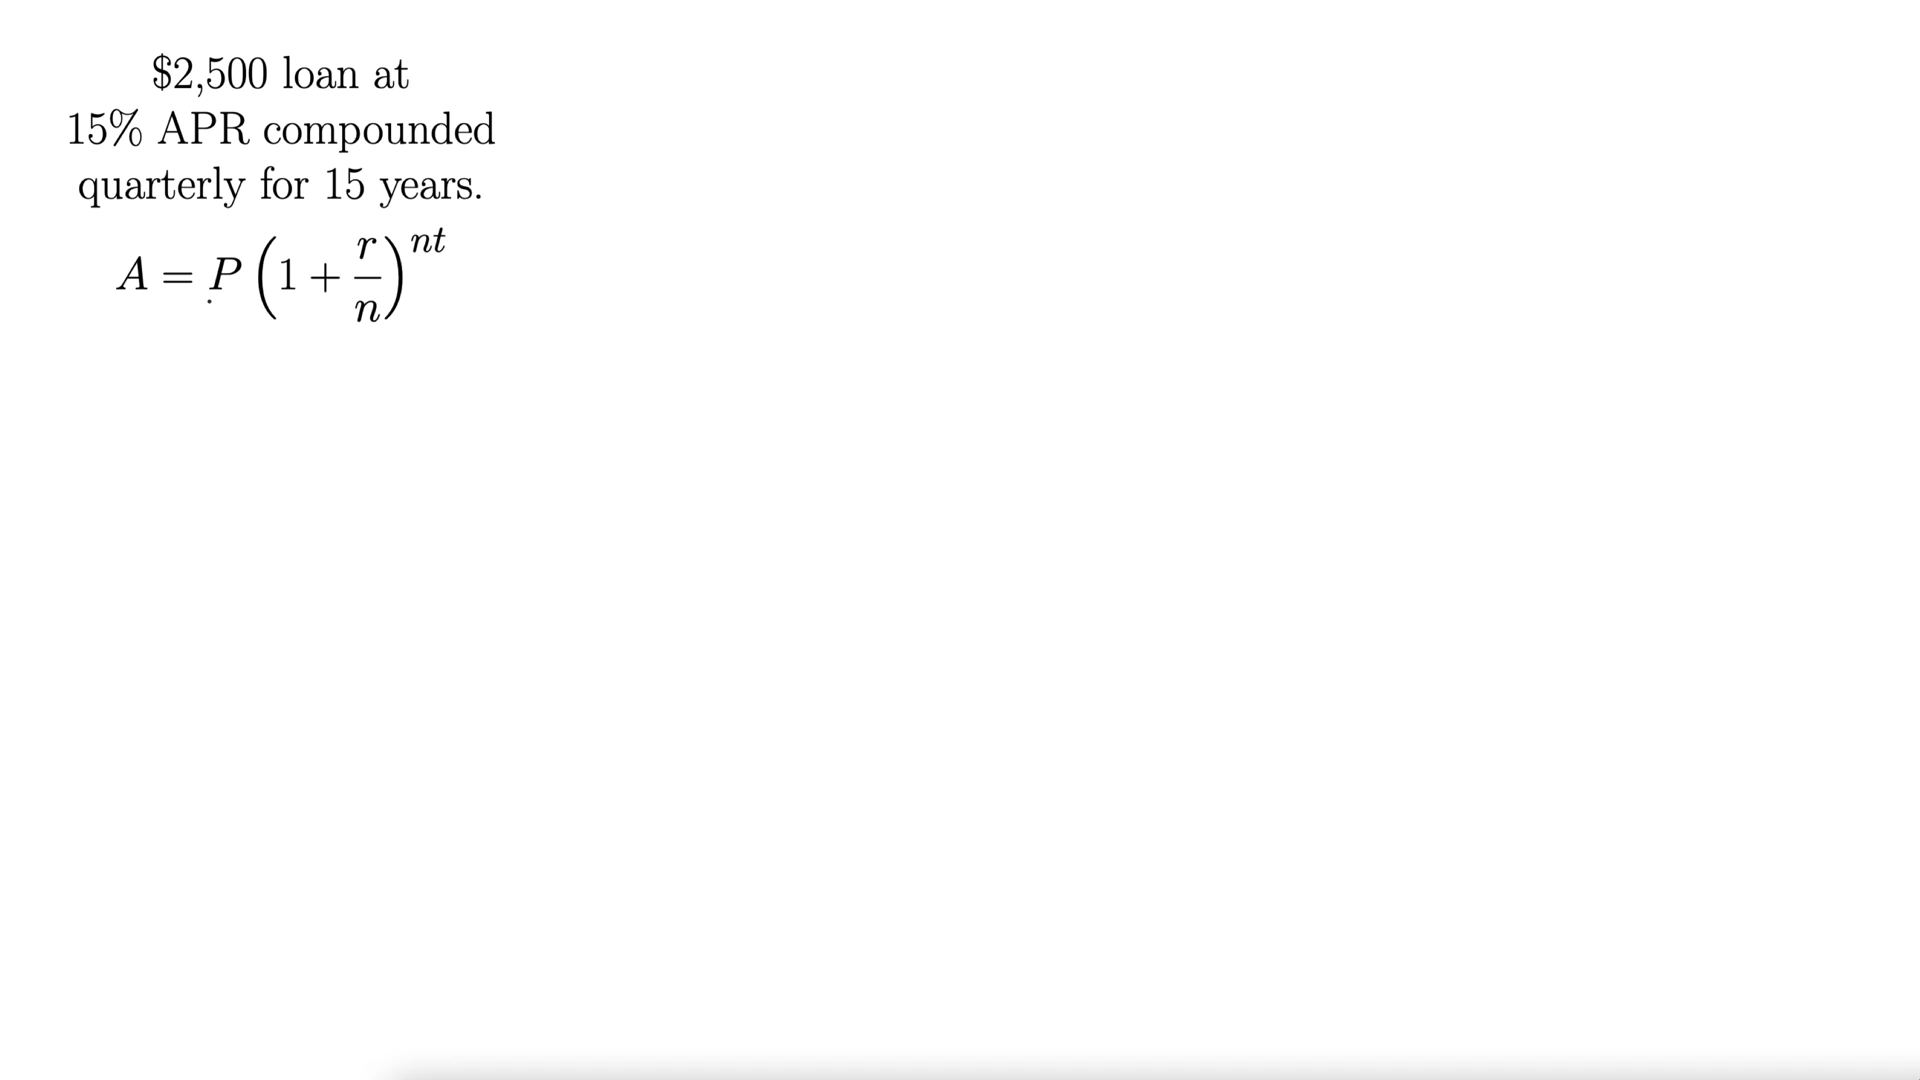 $2,500 loan at
15% APR compounded
quarterly for 15 years.
A = P(1 + r/n)^{nt}